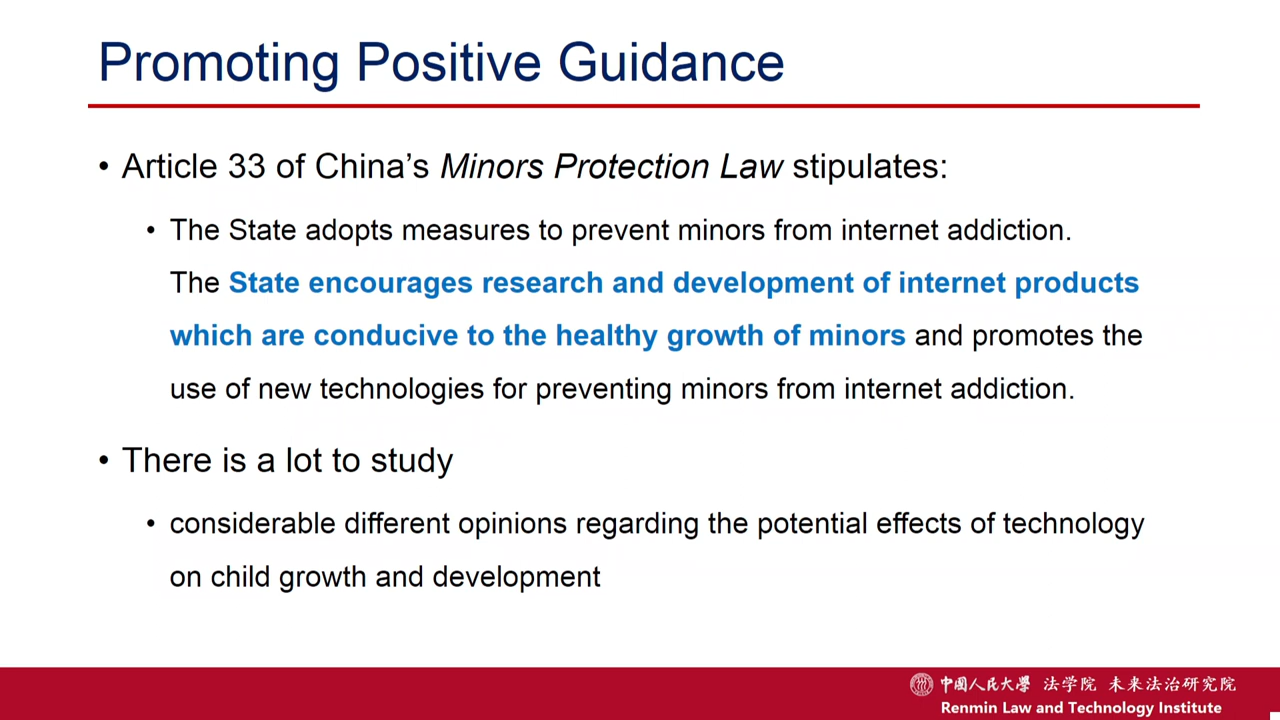 Promoting Positive Guidance
• Article 33 of China’s Minors Protection Law stipulates:
• The State adopts measures to prevent minors from internet addiction.
The State encourages research and development of internet products
which are conducive to the healthy growth of minors and promotes the
use of new technologies for preventing minors from internet addiction.
• There is a lot to study
• considerable different opinions regarding the potential effects of technology
on child growth and development
中國人民大學 法学院 未来法治研究院
Renmin Law and Technology Institute